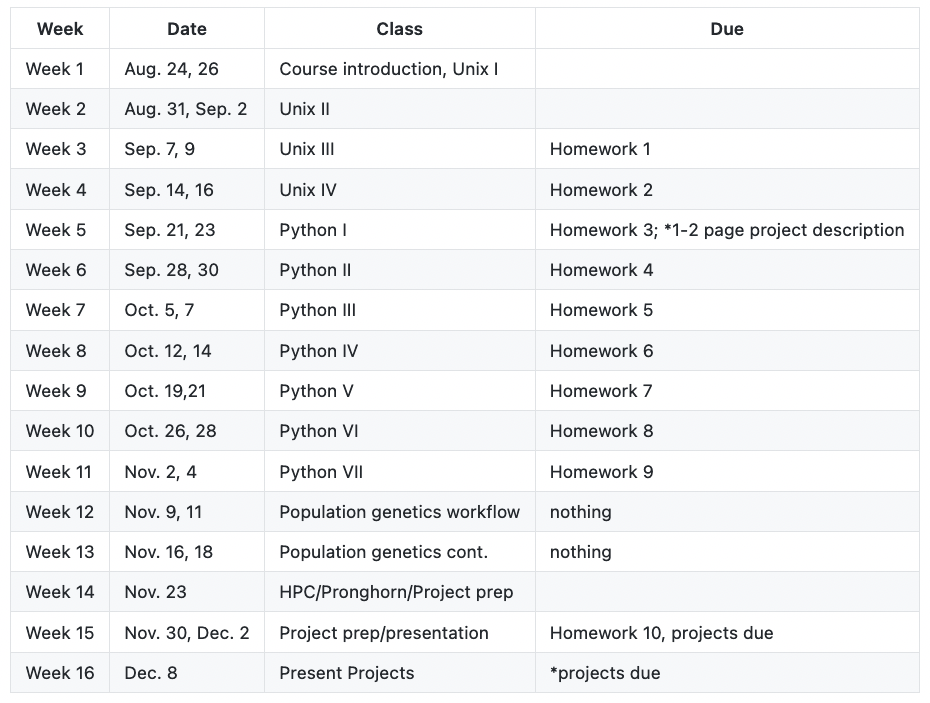 Week Date Class Due
Week 1 Aug. 24, 26 Course introduction, Unix I
Week 2 Aug. 31, Sep. 2 Unix II
Week 3 Sep. 7, 9 Unix III Homework 1
Week 4 Sep. 14, 16 Unix IV Homework 2
Week 5 Sep. 21, 23 Python I Homework 3; *1-2 page project description
Week 6 Sep. 28, 30 Python II Homework 4
Week 7 Oct. 5, 7 Python III Homework 5
Week 8 Oct. 12, 14 Python IV Homework 6
Week 9 Oct. 19,21 Python V Homework 7
Week 10 Oct. 26, 28 Python VI Homework 8
Week 11 Nov. 2, 4 Python VII Homework 9
Week 12 Nov. 9, 11 Population genetics workflow nothing
Week 13 Nov. 16, 18 Population genetics cont. nothing
Week 14 Nov. 23 HPC/Pronghorn/Project prep
Week 15 Nov. 30, Dec. 2 Project prep/presentation Homework 10, projects due
Week 16 Dec. 8 Present Projects *projects due